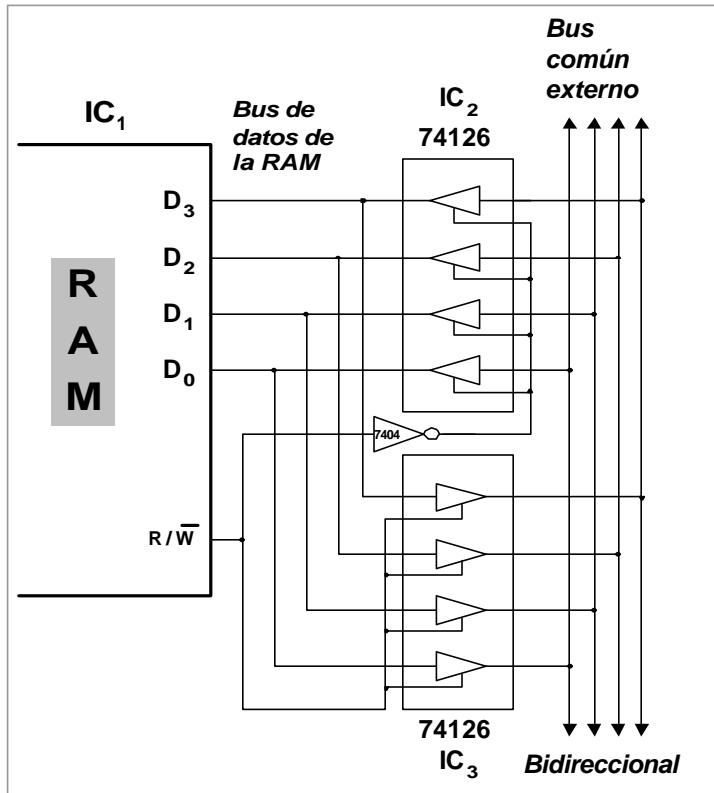 Bus
común
externo
IC2
74126
Bus de
datos de
la RAM
IC1
D3
D2
D1
D0
R
A
M
7404
R / W̅
74126
IC3
Bidireccional